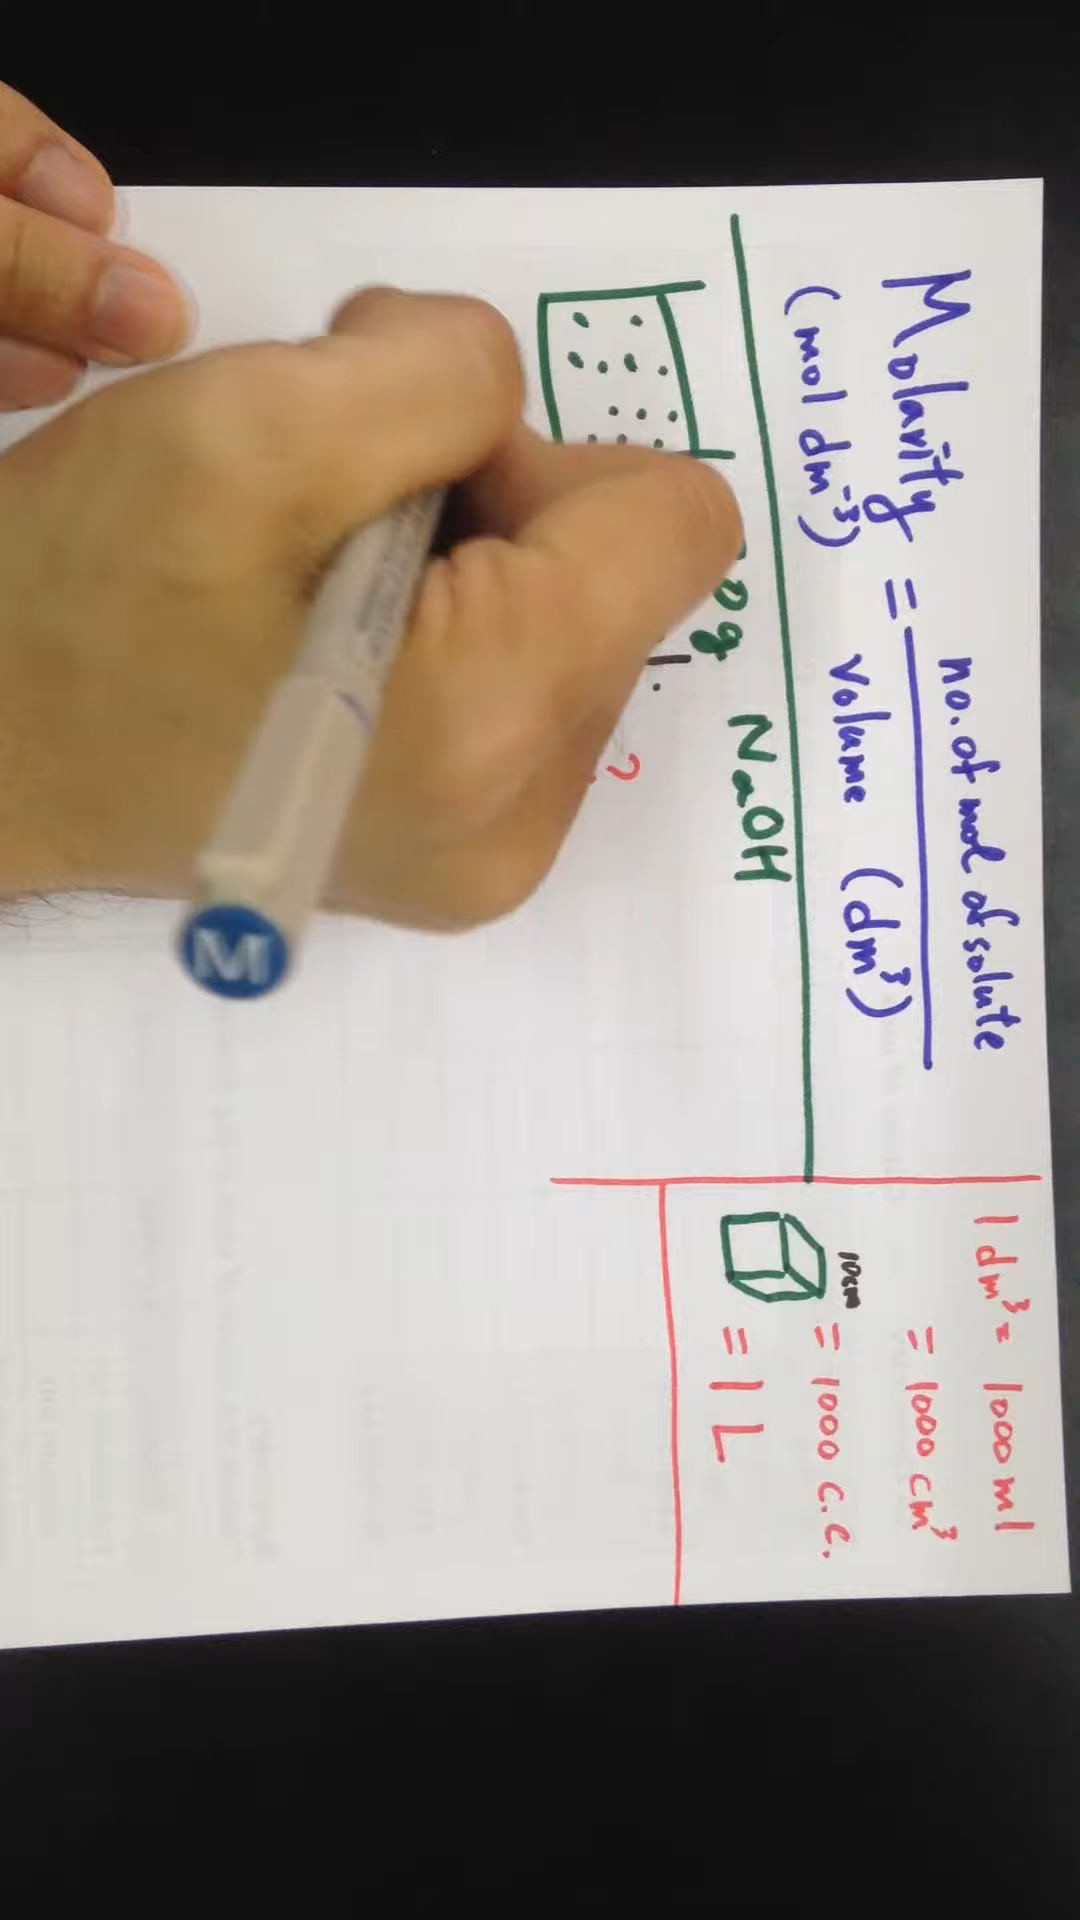 no. of mol of solute
Molarity =
(mol dm⁻³)
volume (dm³)
1 dm³ = 1000 ml
= 1000 cm³
10cm
= 1000 c.c.
= 1 L
0g NaOH
?
M